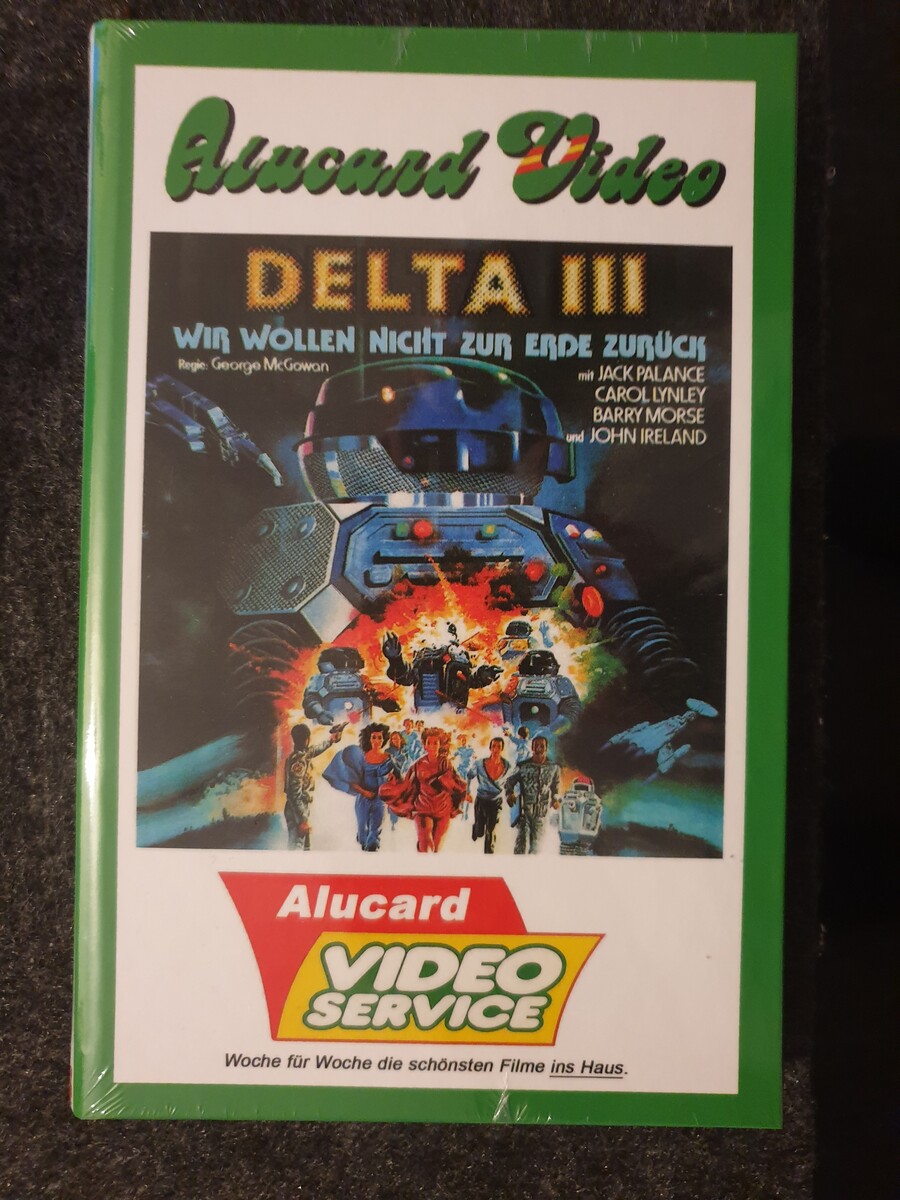 Alucard Video
DELTA III
WIR WOLLEN NICHT ZUR ERDE ZURÜCK
Regie: George McGowan
mit JACK PALANCE
CAROL LYNLEY
BARRY MORSE
und JOHN IRELAND
Alucard
VIDEO
SERVICE
Woche für Woche die schönsten Filme ins Haus.